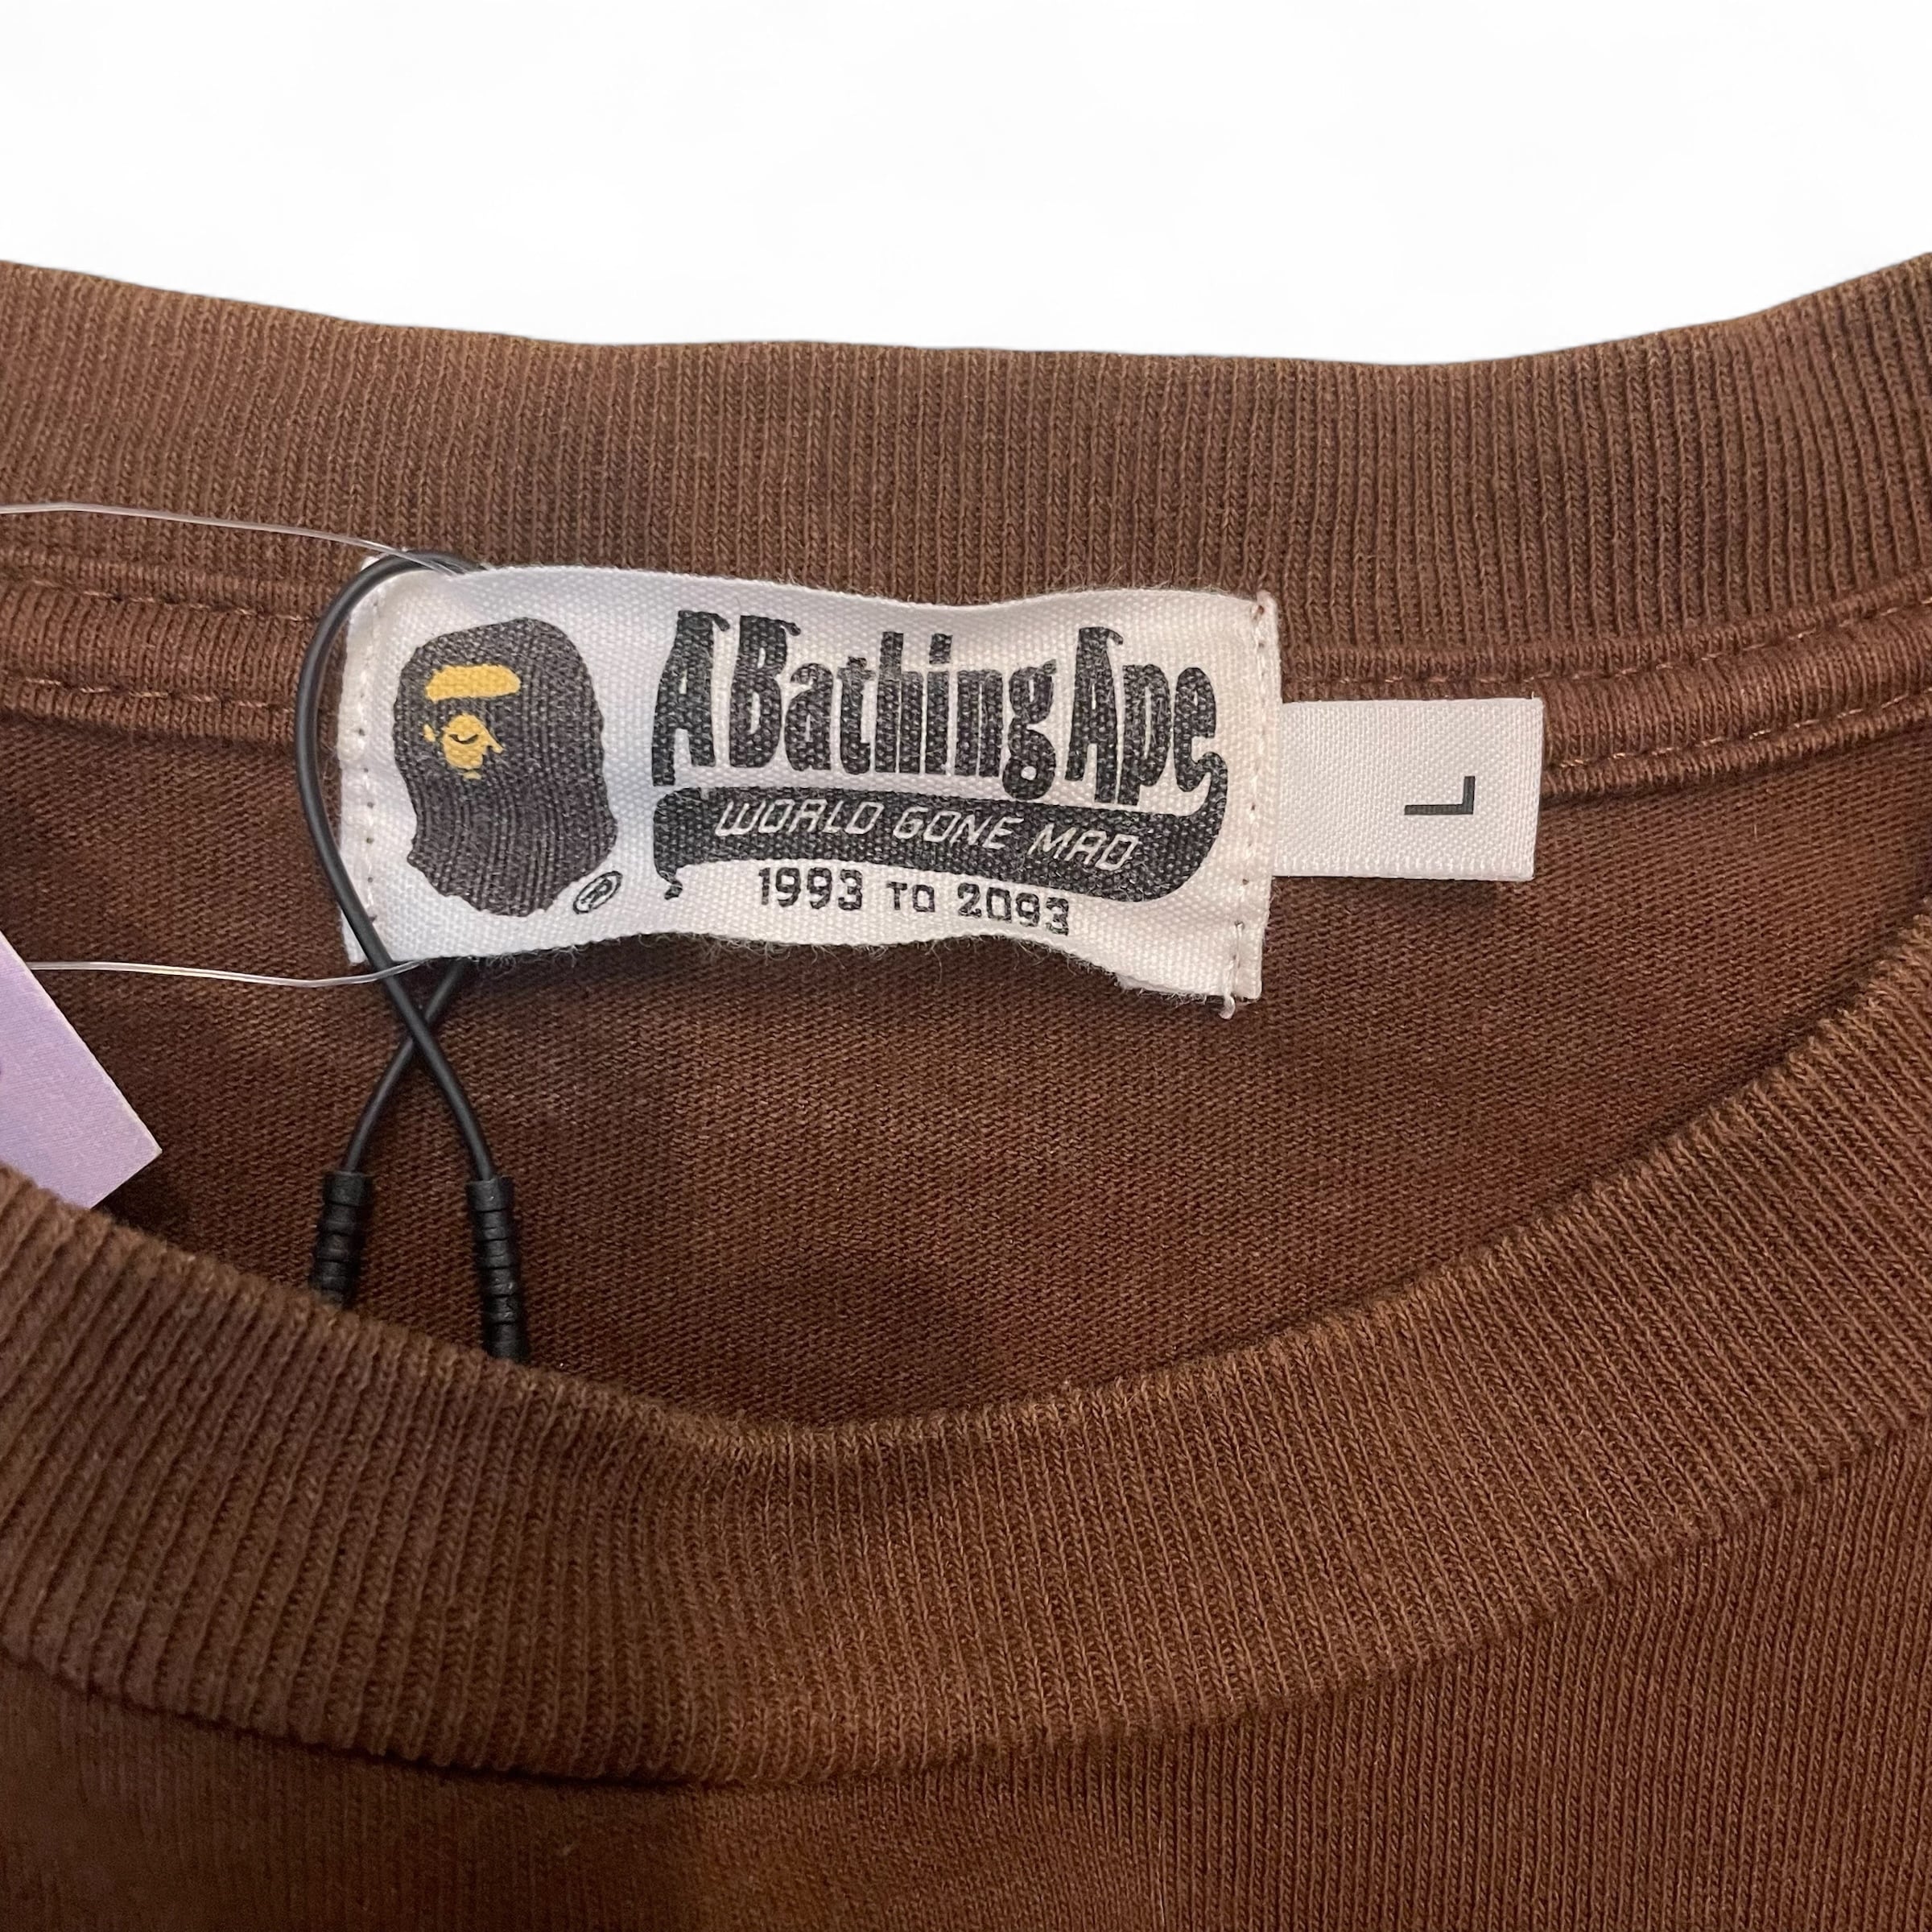 A Bathing Ape
WORLD GONE MAD
1993 TO 2093
®
L